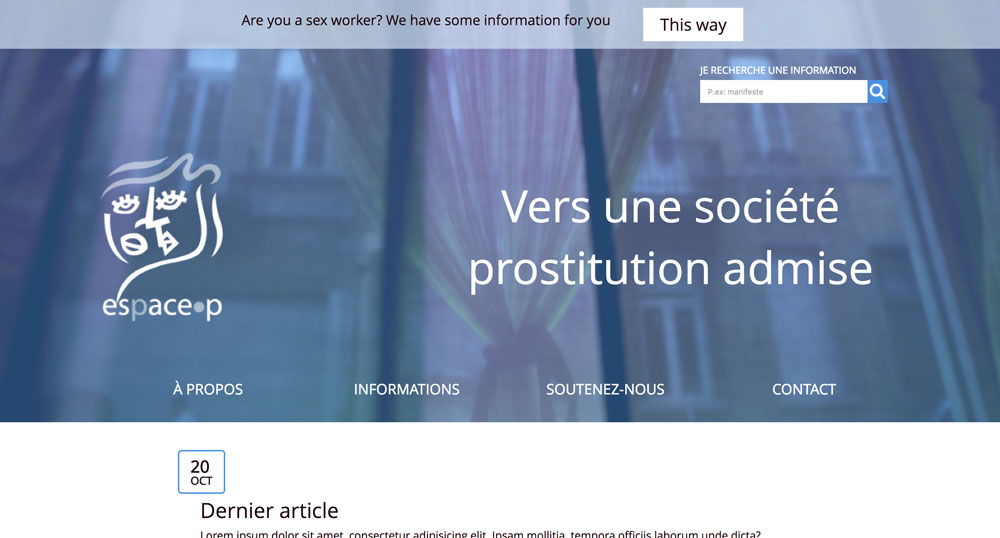 Are you a sex worker? We have some information for you
This way
JE RECHERCHE UNE INFORMATION
P.ex: manifeste
Vers une société
prostitution admise
espace•p
À PROPOS
INFORMATIONS
SOUTENEZ-NOUS
CONTACT
20
OCT
Dernier article
Lorem ipsum dolor sit amet, consectetur adipisicing elit. Ipsam mollitia, tempora officiis laborum unde dicta?